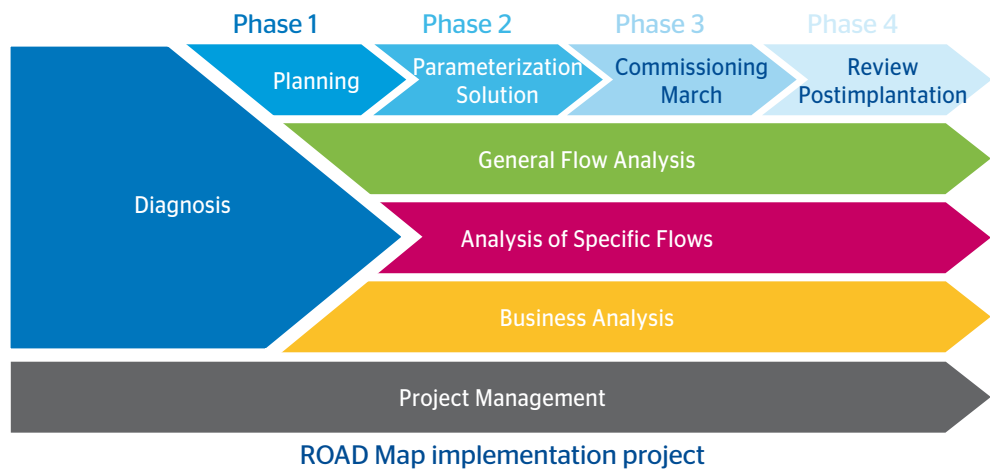 Phase 1
Phase 2
Phase 3
Phase 4
Planning
Parameterization
Solution
Commissioning
March
Review
Postimplantation
General Flow Analysis
Diagnosis
Analysis of Specific Flows
Business Analysis
Project Management
ROAD Map implementation project